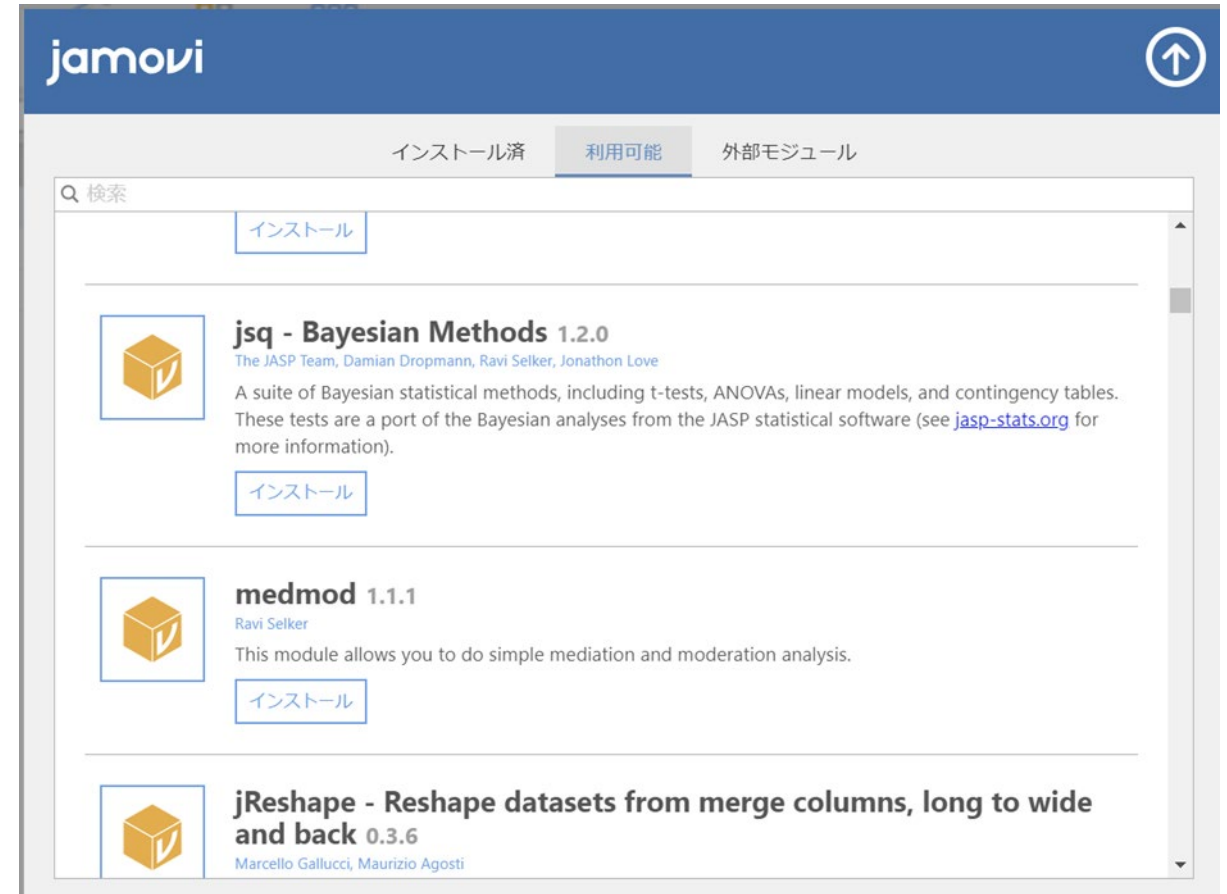 jamovi
インストール済 利用可能 外部モジュール
検索
インストール
jsq - Bayesian Methods 1.2.0
The JASP Team, Damian Dropmann, Ravi Selker, Jonathon Love
A suite of Bayesian statistical methods, including t-tests, ANOVAs, linear models, and contingency tables.
These tests are a part of the Bayesian analyses from the JASP statistical software (see jasp-stats.org for
more information).
インストール
medmod 1.1.1
Ravi Selker
This module allows you to do simple mediation and moderation analysis.
インストール
jReshape - Reshape datasets from merge columns, long to wide
and back 0.3.6
Marcello Gallucci, Maurizio Agosti